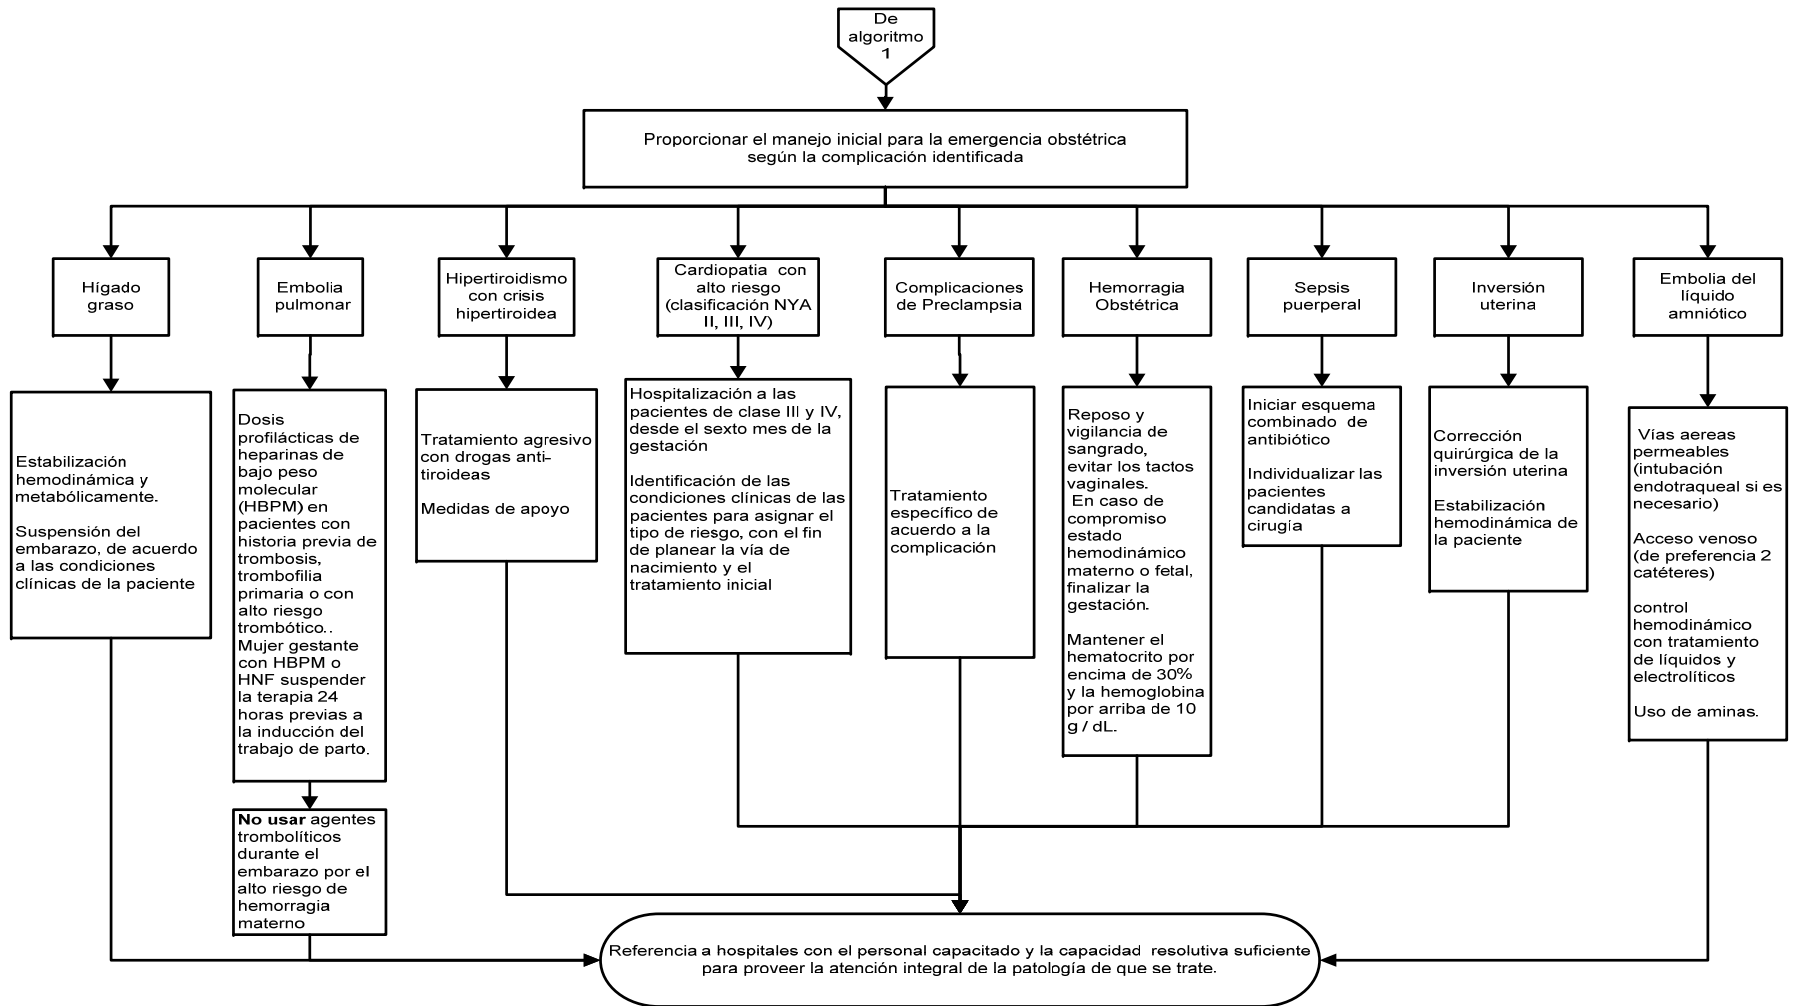 De
algoritmo
1
Proporcionar el manejo inicial para la emergencia obstétrica
según la complicación identificada
Hígado
graso
Embolia
pulmonar
Hipertiroidismo
con crisis
hipertiroidea
Cardiopatia con
alto riesgo
(clasificación NYA
II, III, IV)
Complicaciones
de Preclampsia
Hemorragia
Obstétrica
Sepsis
puerperal
Inversión
uterina
Embolia del
líquido
amniótico
Estabilización
hemodinámica y
metabólicamente.
Suspensión del
embarazo, de acuerdo
a las condiciones
clínicas de la paciente
Dosis
profilácticas de
heparinas de
bajo peso
molecular
(HBPM) en
pacientes con
historia previa de
trombosis,
trombofilia
primaria o con
alto riesgo
trombótico..
Mujer gestante
con HBPM o
HNF suspender
la terapia 24
horas previas a
la inducción del
trabajo de parto.
No usar agentes
trombolíticos
durante el
embarazo por el
alto riesgo de
hemorragia
materno
Tratamiento agresivo
con drogas anti-
tiroideas
Medidas de apoyo
Hospitalización a las
pacientes de clase III y IV,
desde el sexto mes de la
gestación
Identificación de las
condiciones clínicas de las
pacientes para asignar el
tipo de riesgo, con el fin
de planear la vía de
nacimiento y el
tratamiento inicial
Tratamiento
específico de
acuerdo a la
complicación
Reposo y
vigilancia de
sangrado,
evitar los tactos
vaginales.
En caso de
compromiso
estado
hemodinámico
materno o fetal,
finalizar la
gestación.
Mantener el
hematocrito por
encima de 30%
y la hemoglobina
por arriba de 10
g / dL.
Iniciar esquema
combinado de
antibiótico
Individualizar las
pacientes
candidatas a
cirugía
Corrección
quirúrgica de la
inversión uterina
Estabilización
hemodinámica de
la paciente
Vías aereas
permeables
(intubación
endotraqueal si es
necesario)
Acceso venoso
(de preferencia 2
catéteres)
control
hemodinámico
con tratamiento
de líquidos y
electrolíticos
Uso de aminas.
Referencia a hospitales con el personal capacitado y la capacidad resolutiva suficiente
para proveer la atención integral de la patología de que se trate.